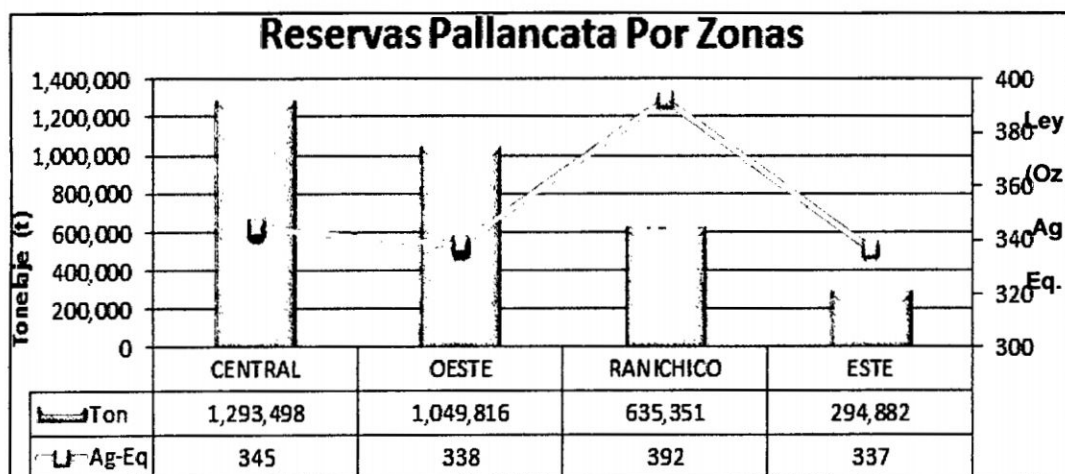 Reservas Pallancata Por Zonas
1,400,000
1,200,000
1,000,000
800,000
600,000
400,000
200,000
0
Tonelaje (t)
400
380
360
340
320
300
Ley
(Oz
Ag
Eq.
CENTRAL OESTE RANICHICO ESTE
Ton 1,293,498 1,049,816 635,351 294,882
Ag-Eq 345 338 392 337